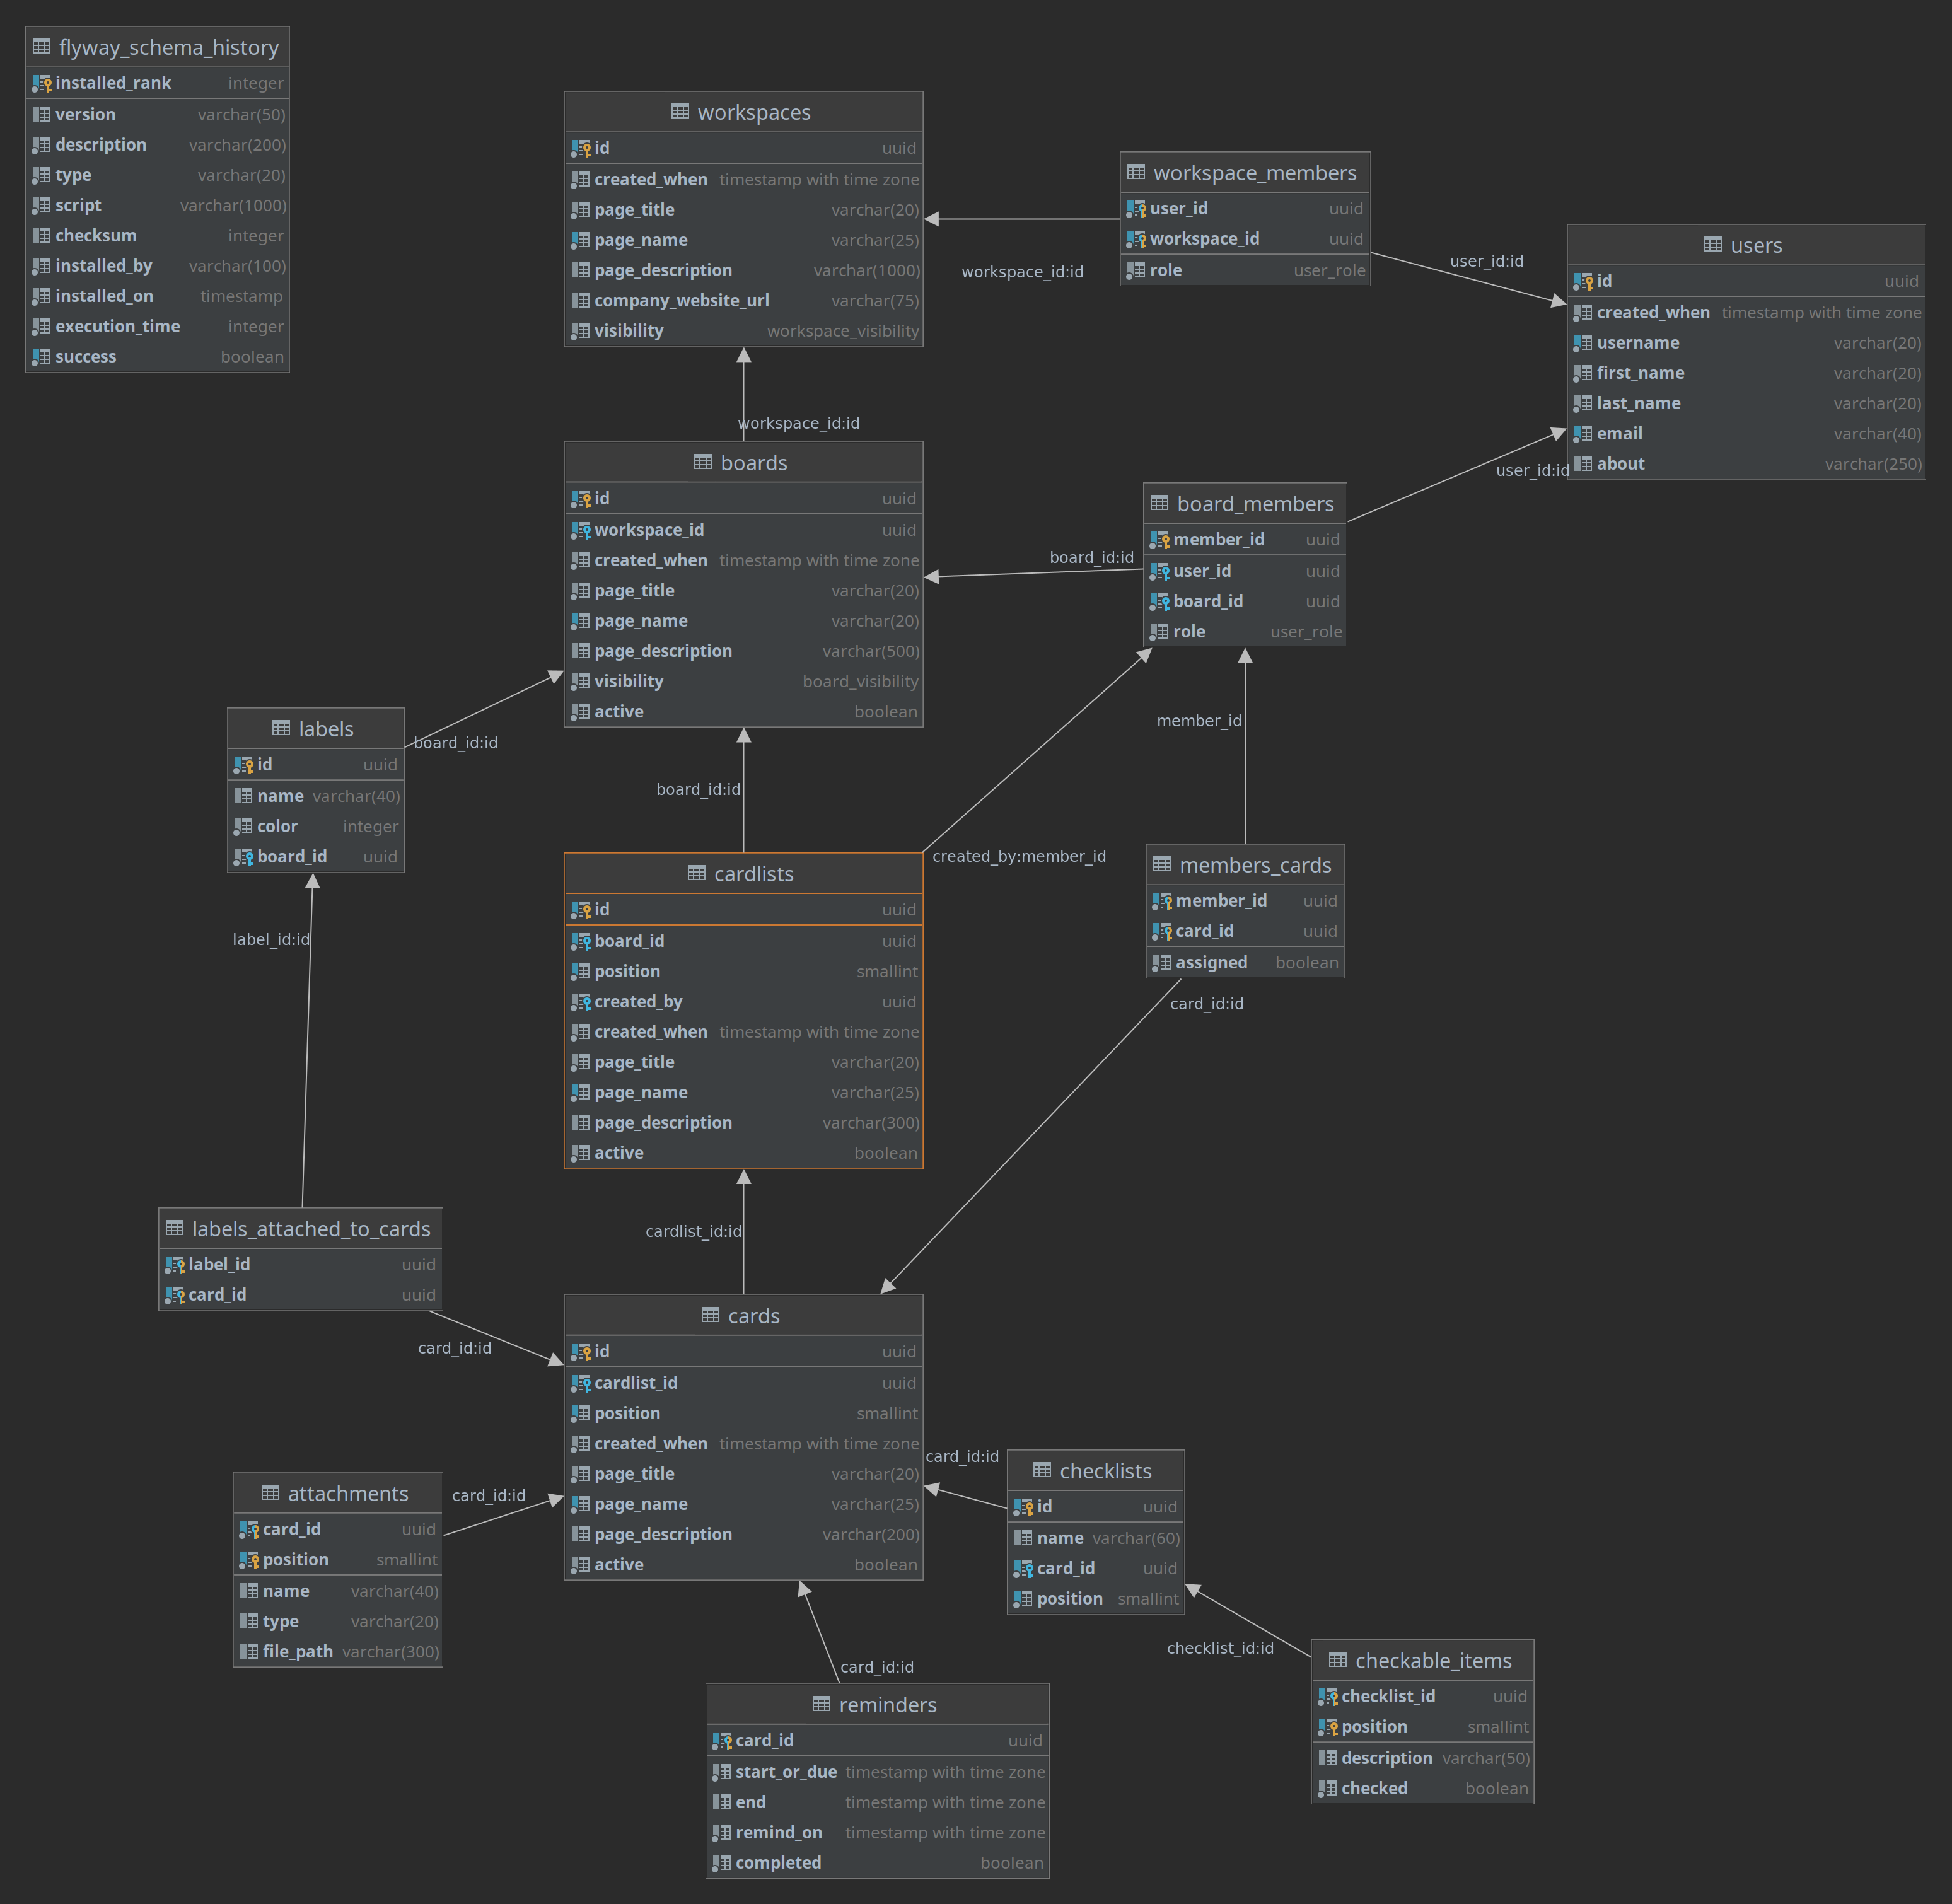 flyway_schema_history
installed_rank integer
version varchar(50)
description varchar(200)
type varchar(20)
script varchar(1000)
checksum integer
installed_by varchar(100)
installed_on timestamp
execution_time integer
success boolean
workspaces
id uuid
created_when timestamp with time zone
page_title varchar(20)
page_name varchar(25)
page_description varchar(1000)
company_website_url varchar(75)
visibility workspace_visibility
workspace_members
user_id uuid
workspace_id uuid
role user_role
workspace_id:id
user_id:id
users
id uuid
created_when timestamp with time zone
username varchar(20)
first_name varchar(20)
last_name varchar(20)
email varchar(40)
about varchar(250)
workspace_id:id
user_id:id
boards
id uuid
workspace_id uuid
created_when timestamp with time zone
page_title varchar(20)
page_name varchar(20)
page_description varchar(500)
visibility board_visibility
active boolean
board_id:id
board_members
member_id uuid
user_id uuid
board_id uuid
role user_role
member_id
labels
id uuid
name varchar(40)
color integer
board_id uuid
board_id:id
board_id:id
created_by:member_id
cardlists
id uuid
board_id uuid
position smallint
created_by uuid
created_when timestamp with time zone
page_title varchar(20)
page_name varchar(25)
page_description varchar(300)
active boolean
members_cards
member_id uuid
card_id uuid
assigned boolean
card_id:id
label_id:id
labels_attached_to_cards
label_id uuid
card_id uuid
cardlist_id:id
card_id:id
cards
id uuid
cardlist_id uuid
position smallint
created_when timestamp with time zone
page_title varchar(20)
page_name varchar(25)
page_description varchar(200)
active boolean
attachments
card_id uuid
position smallint
name varchar(40)
type varchar(20)
file_path varchar(300)
card_id:id
card_id:id
checklists
id uuid
name varchar(60)
card_id uuid
position smallint
checklist_id:id
checkable_items
checklist_id uuid
position smallint
description varchar(50)
checked boolean
card_id:id
reminders
card_id uuid
start_or_due timestamp with time zone
end timestamp with time zone
remind_on timestamp with time zone
completed boolean